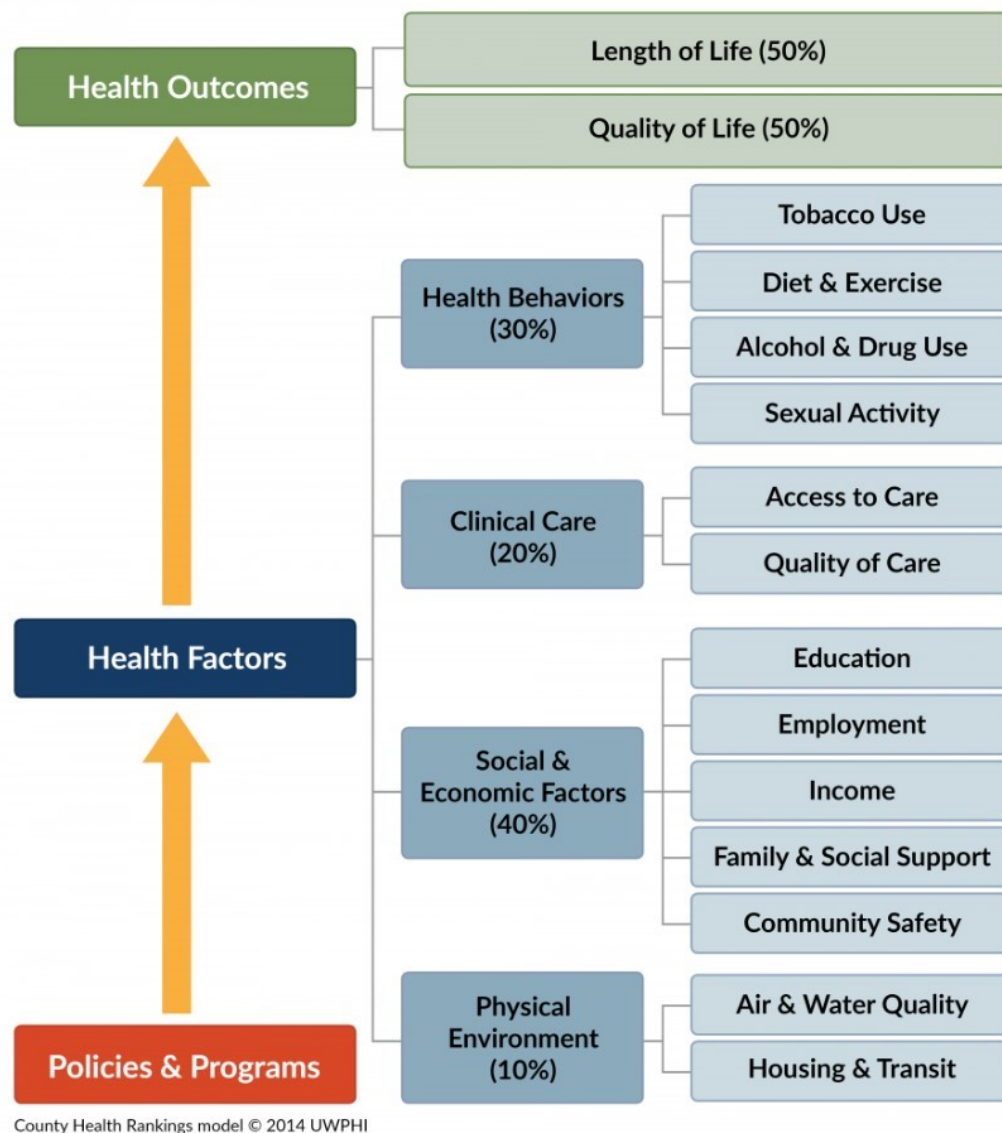 Health Outcomes
Length of Life (50%)
Quality of Life (50%)
Health Factors
Health Behaviors
(30%)
Tobacco Use
Diet & Exercise
Alcohol & Drug Use
Sexual Activity
Clinical Care
(20%)
Access to Care
Quality of Care
Social &
Economic Factors
(40%)
Education
Employment
Income
Family & Social Support
Community Safety
Physical
Environment
(10%)
Air & Water Quality
Housing & Transit
Policies & Programs
County Health Rankings model © 2014 UWPHI